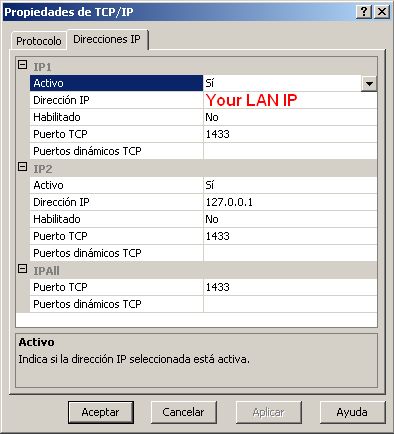 Propiedades de TCP/IP
Protocolo Direcciones IP
IP1
Activo Sí
Dirección IP Your LAN IP
Habilitado No
Puerto TCP 1433
Puertos dinámicos TCP
IP2
Activo Sí
Dirección IP 127.0.0.1
Habilitado No
Puerto TCP 1433
Puertos dinámicos TCP
IPAll
Puerto TCP 1433
Puertos dinámicos TCP
Activo
Indica si la dirección IP seleccionada está activa.
Aceptar Cancelar Aplicar Ayuda